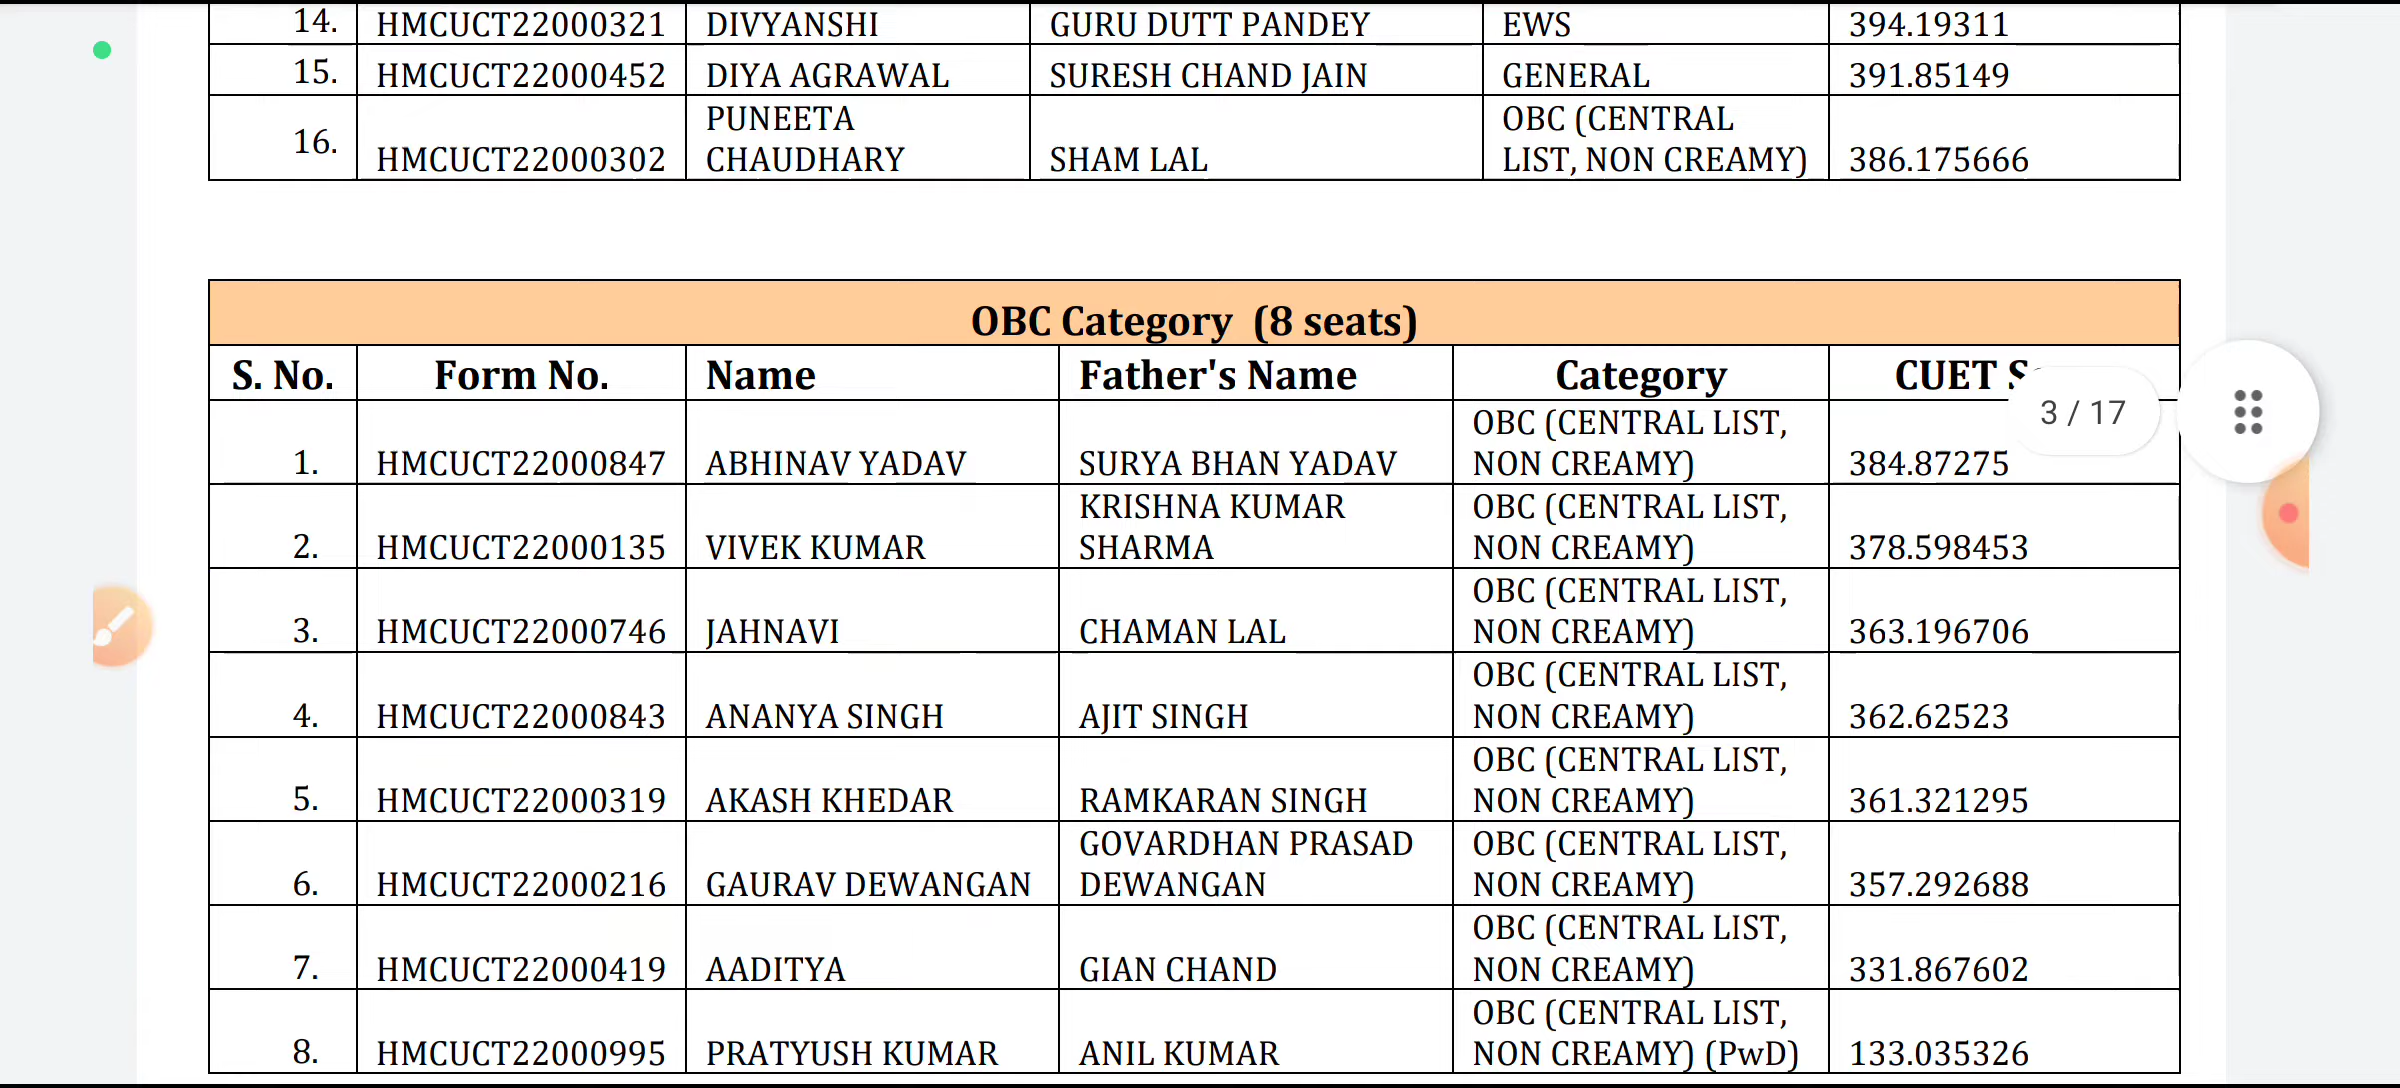 14. HMCUCT22000321 DIVYANSHI GURU DUTT PANDEY EWS 394.19311
15. HMCUCT22000452 DIYA AGRAWAL SURESH CHAND JAIN GENERAL 391.85149
PUNEETA OBC (CENTRAL
16. HMCUCT22000302 CHAUDHARY SHAM LAL LIST, NON CREAMY) 386.175666
OBC Category (8 seats)
S. No. Form No. Name Father's Name Category CUET
3 / 17
OBC (CENTRAL LIST,
1. HMCUCT22000847 ABHINAV YADAV SURYA BHAN YADAV NON CREAMY) 384.87275
KRISHNA KUMAR OBC (CENTRAL LIST,
2. HMCUCT22000135 VIVEK KUMAR SHARMA NON CREAMY) 378.598453
OBC (CENTRAL LIST,
3. HMCUCT22000746 JAHNAVI CHAMAN LAL NON CREAMY) 363.196706
OBC (CENTRAL LIST,
4. HMCUCT22000843 ANANYA SINGH AJIT SINGH NON CREAMY) 362.62523
OBC (CENTRAL LIST,
5. HMCUCT22000319 AKASH KHEDAR RAMKARAN SINGH NON CREAMY) 361.321295
GOVARDHAN PRASAD OBC (CENTRAL LIST,
6. HMCUCT22000216 GAURAV DEWANGAN DEWANGAN NON CREAMY) 357.292688
OBC (CENTRAL LIST,
7. HMCUCT22000419 AADITYA GIAN CHAND NON CREAMY) 331.867602
OBC (CENTRAL LIST,
8. HMCUCT22000995 PRATYUSH KUMAR ANIL KUMAR NON CREAMY) (PwD) 133.035326